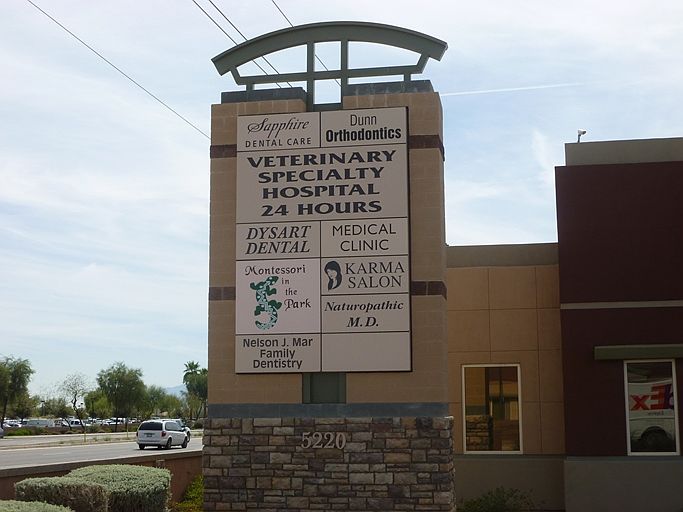 Sapphire
DENTAL CARE
Dunn
Orthodontics
VETERINARY
SPECIALTY
HOSPITAL
24 HOURS
DYSART
DENTAL
MEDICAL
CLINIC
Montessori
in
the
Park
KARMA
SALON
Naturopathic
M.D.
Nelson J. Mar
Family
Dentistry
5220